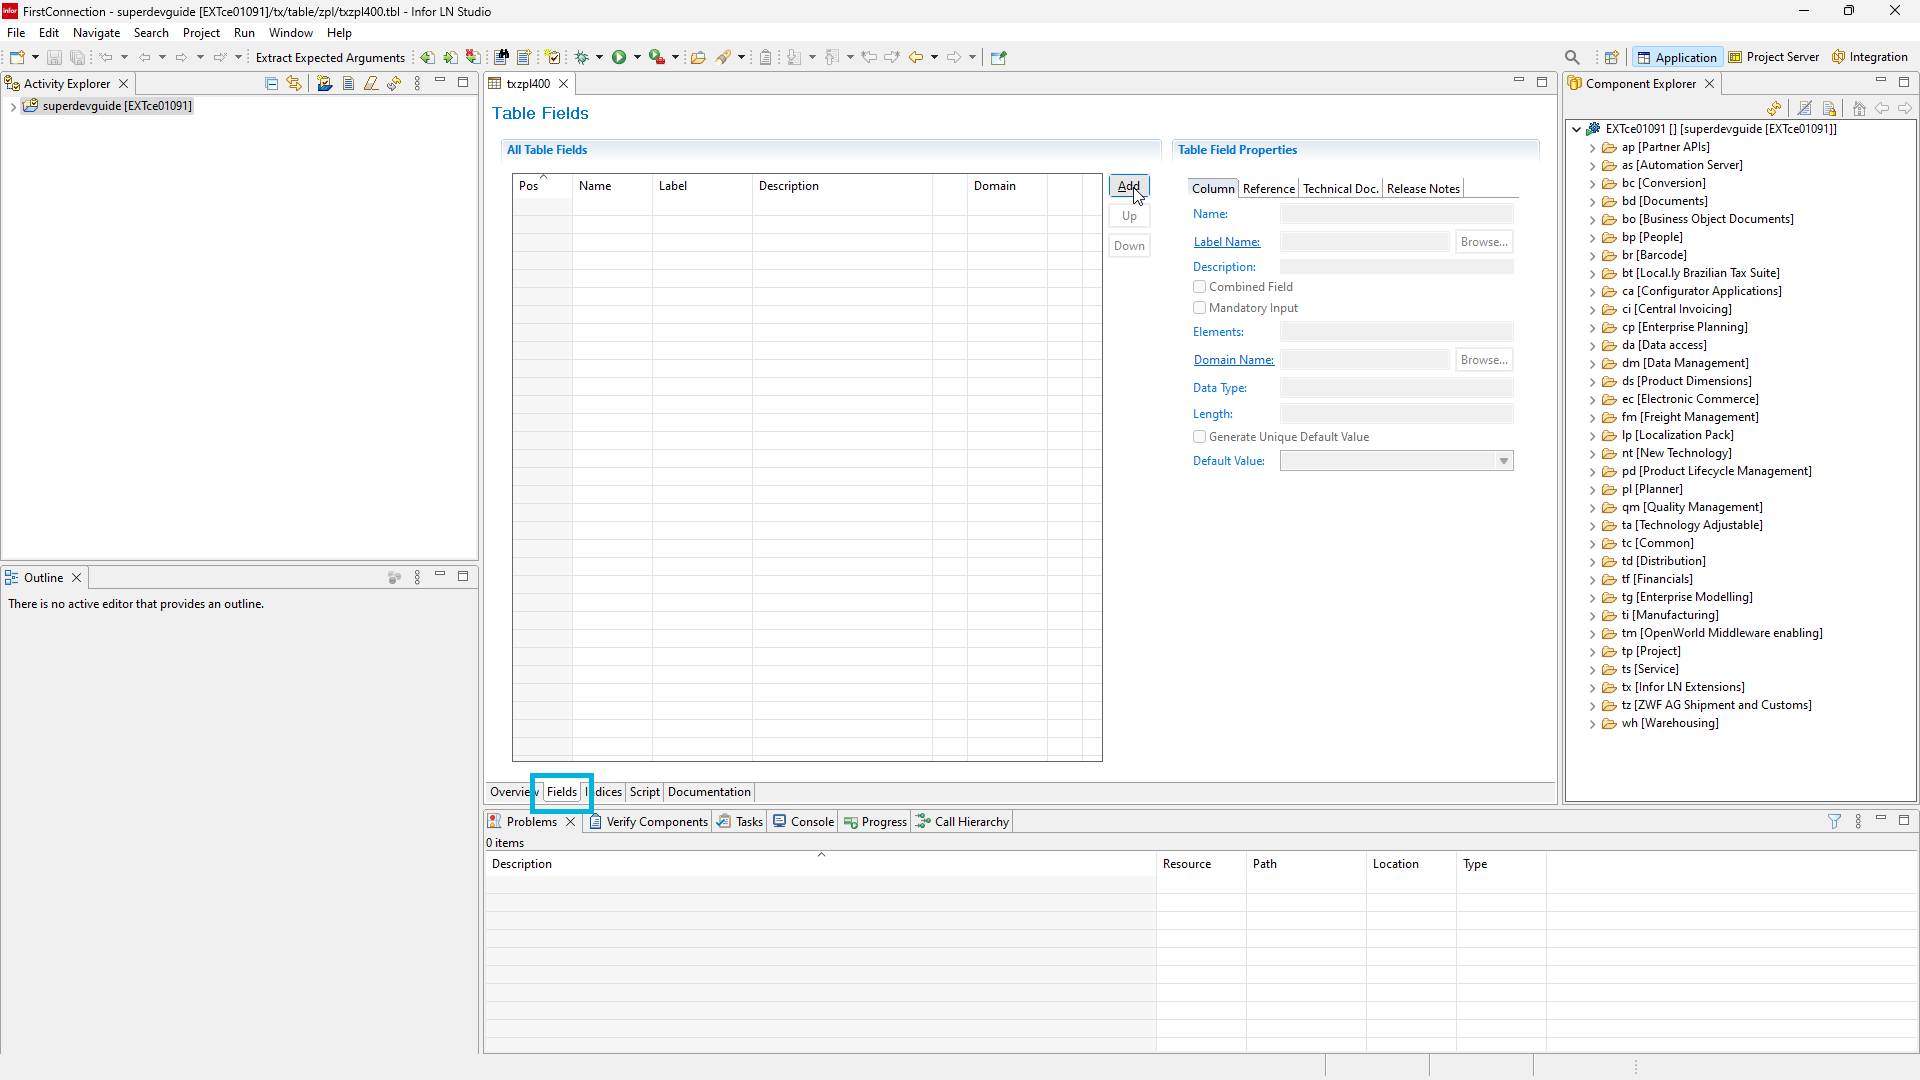 infor FirstConnection - superdevguide [EXTce01091]/tx/table/zpl/txzpl400.tbl - Infor LN Studio
File Edit Navigate Search Project Run Window Help
Extract Expected Arguments
Application Project Server Integration
Activity Explorer
superdevguide [EXTce01091]
Outline
There is no active editor that provides an outline.
txzpl400
Table Fields
All Table Fields
Pos Name Label Description Domain
Add
Up
Down
Table Field Properties
Column Reference Technical Doc. Release Notes
Name:
Label Name: Browse...
Description:
Combined Field
Mandatory Input
Elements:
Domain Name: Browse...
Data Type:
Length:
Generate Unique Default Value
Default Value:
Overview Fields Indices Script Documentation
Problems Verify Components Tasks Console Progress Call Hierarchy
0 items
Description Resource Path Location Type
Component Explorer
EXTce01091 [] [superdevguide [EXTce01091]]
ap [Partner APIs]
as [Automation Server]
bc [Conversion]
bd [Documents]
bo [Business Object Documents]
bp [People]
br [Barcode]
bt [Local.ly Brazilian Tax Suite]
ca [Configurator Applications]
ci [Central Invoicing]
cp [Enterprise Planning]
da [Data access]
dm [Data Management]
ds [Product Dimensions]
ec [Electronic Commerce]
fm [Freight Management]
lp [Localization Pack]
nt [New Technology]
pd [Product Lifecycle Management]
pl [Planner]
qm [Quality Management]
ta [Technology Adjustable]
tc [Common]
td [Distribution]
tf [Financials]
tg [Enterprise Modelling]
ti [Manufacturing]
tm [OpenWorld Middleware enabling]
tp [Project]
ts [Service]
tx [Infor LN Extensions]
tz [ZWF AG Shipment and Customs]
wh [Warehousing]